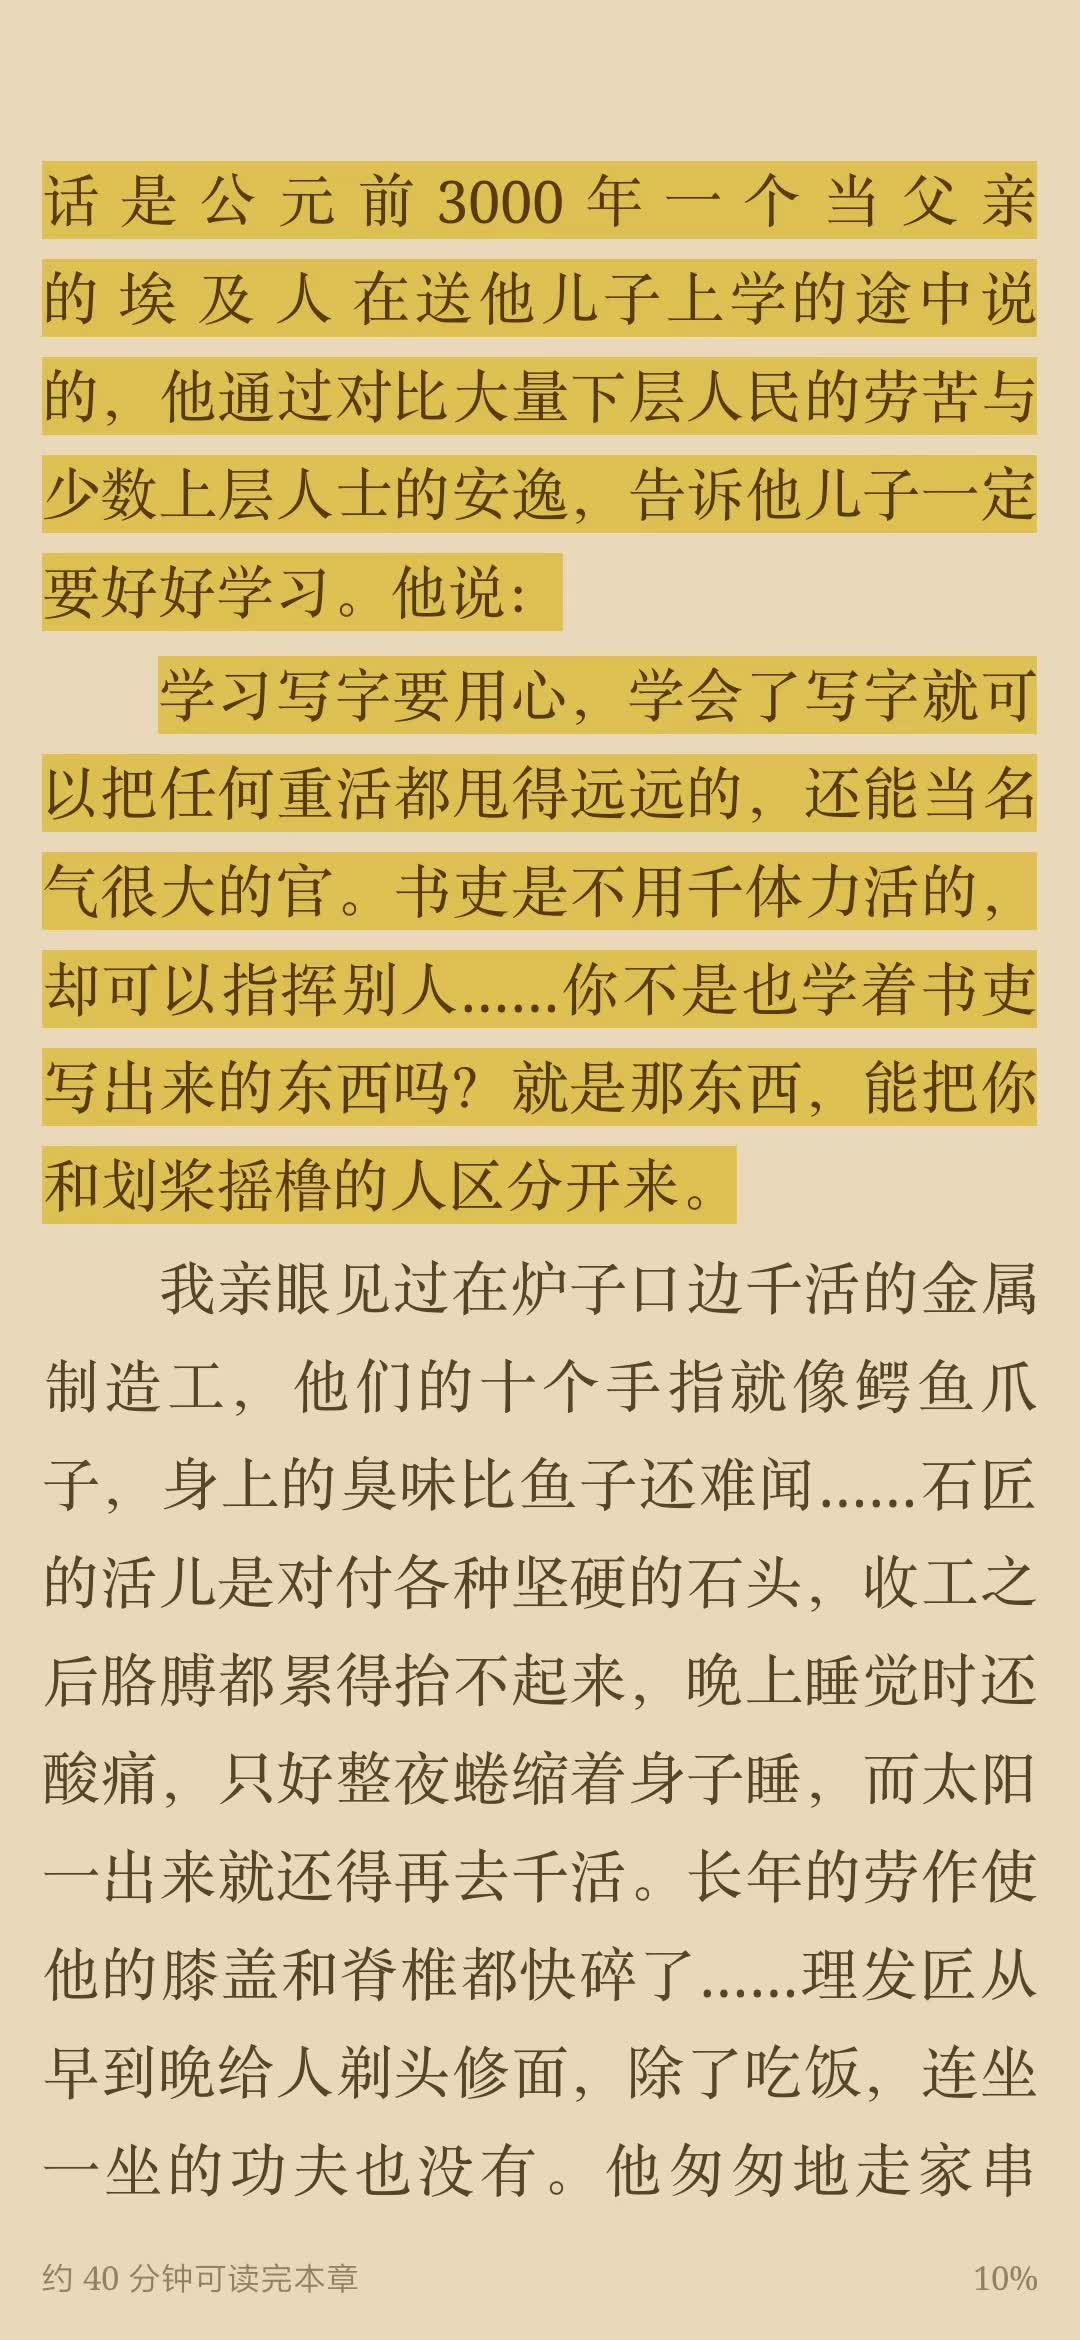 话是公元前3000年一个当父亲
的埃及人在送他儿子上学的途中说
的，他通过对比大量下层人民的劳苦与
少数上层人士的安逸，告诉他儿子一定
要好好学习。他说：
学习写字要用心，学会了写字就可
以把任何重活都甩得远远的，还能当名
气很大的官。书吏是不用千体力活的，
却可以指挥别人……你不是也学着书吏
写出来的东西吗？就是那东西，能把你
和划桨摇橹的人区分开来。
我亲眼见过在炉子口边千活的金属
制造工，他们的十个手指就像鳄鱼爪
子，身上的臭味比鱼子还难闻……石匠
的活儿是对付各种坚硬的石头，收工之
后胳膊都累得抬不起来，晚上睡觉时还
酸痛，只好整夜蜷缩着身子睡，而太阳
一出来就还得再去千活。长年的劳作使
他的膝盖和脊椎都快碎了……理发匠从
早到晚给人剃头修面，除了吃饭，连坐
一坐的功夫也没有。他匆匆地走家串
约 40 分钟可读完本章
10%